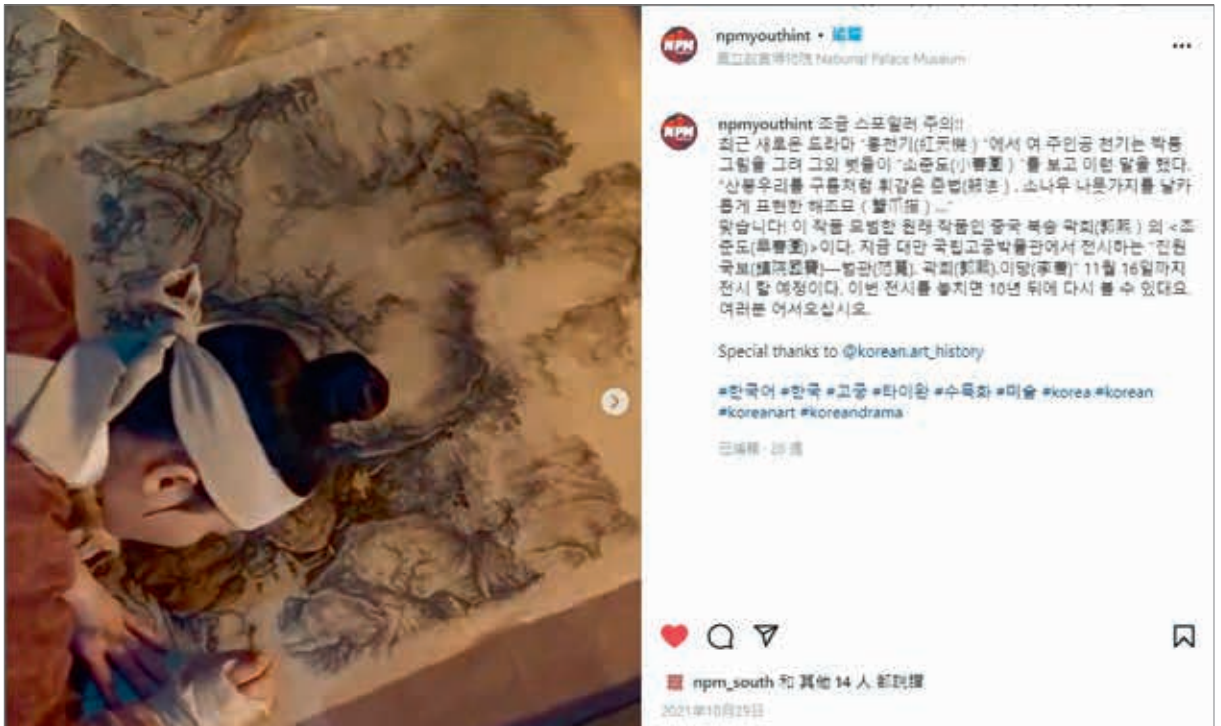 NPM
npmyouthint • 追蹤
國立故宮博物院 National Palace Museum
NPM
npmyouthint 조금 스포일러 주의!!
최근 새로운 드라마 "홍천기(紅天機)"에서 여 주인공 천기는 짝퉁
그림을 그려 그의 벗들이 "소준도(小春圖)"를 보고 이런 말을 했다.
"산봉우리를 구름처럼 휘감은 준법(皴法), 소나무 나뭇가지를 날카
롭게 표현한 해조묘(蟹爪描)..."
맞습니다! 이 작품 모범한 원래 작품인 중국 북송 곽희(郭熙)의 <조
준도(早春圖)>이다. 지금 대만 국립고궁박물관에서 전시하는 "진원
국보(鎮院國寶)—범관(范寬). 곽희(郭熙).이당(李唐)" 11월 16일까지
전시 할 예정이다. 이번 전시를 놓치면 10년 뒤에 다시 볼 수 있대요.
여러분 어서오십시오.
Special thanks to @korean.art_history
#한국어 #한국 #고궁 #타이완 #수묵화 #미술 #korea #korean
#koreanart #koreandrama
已編輯 · 28 週
npm_south 和 其他 14 人 都說讚
2021年10月29日